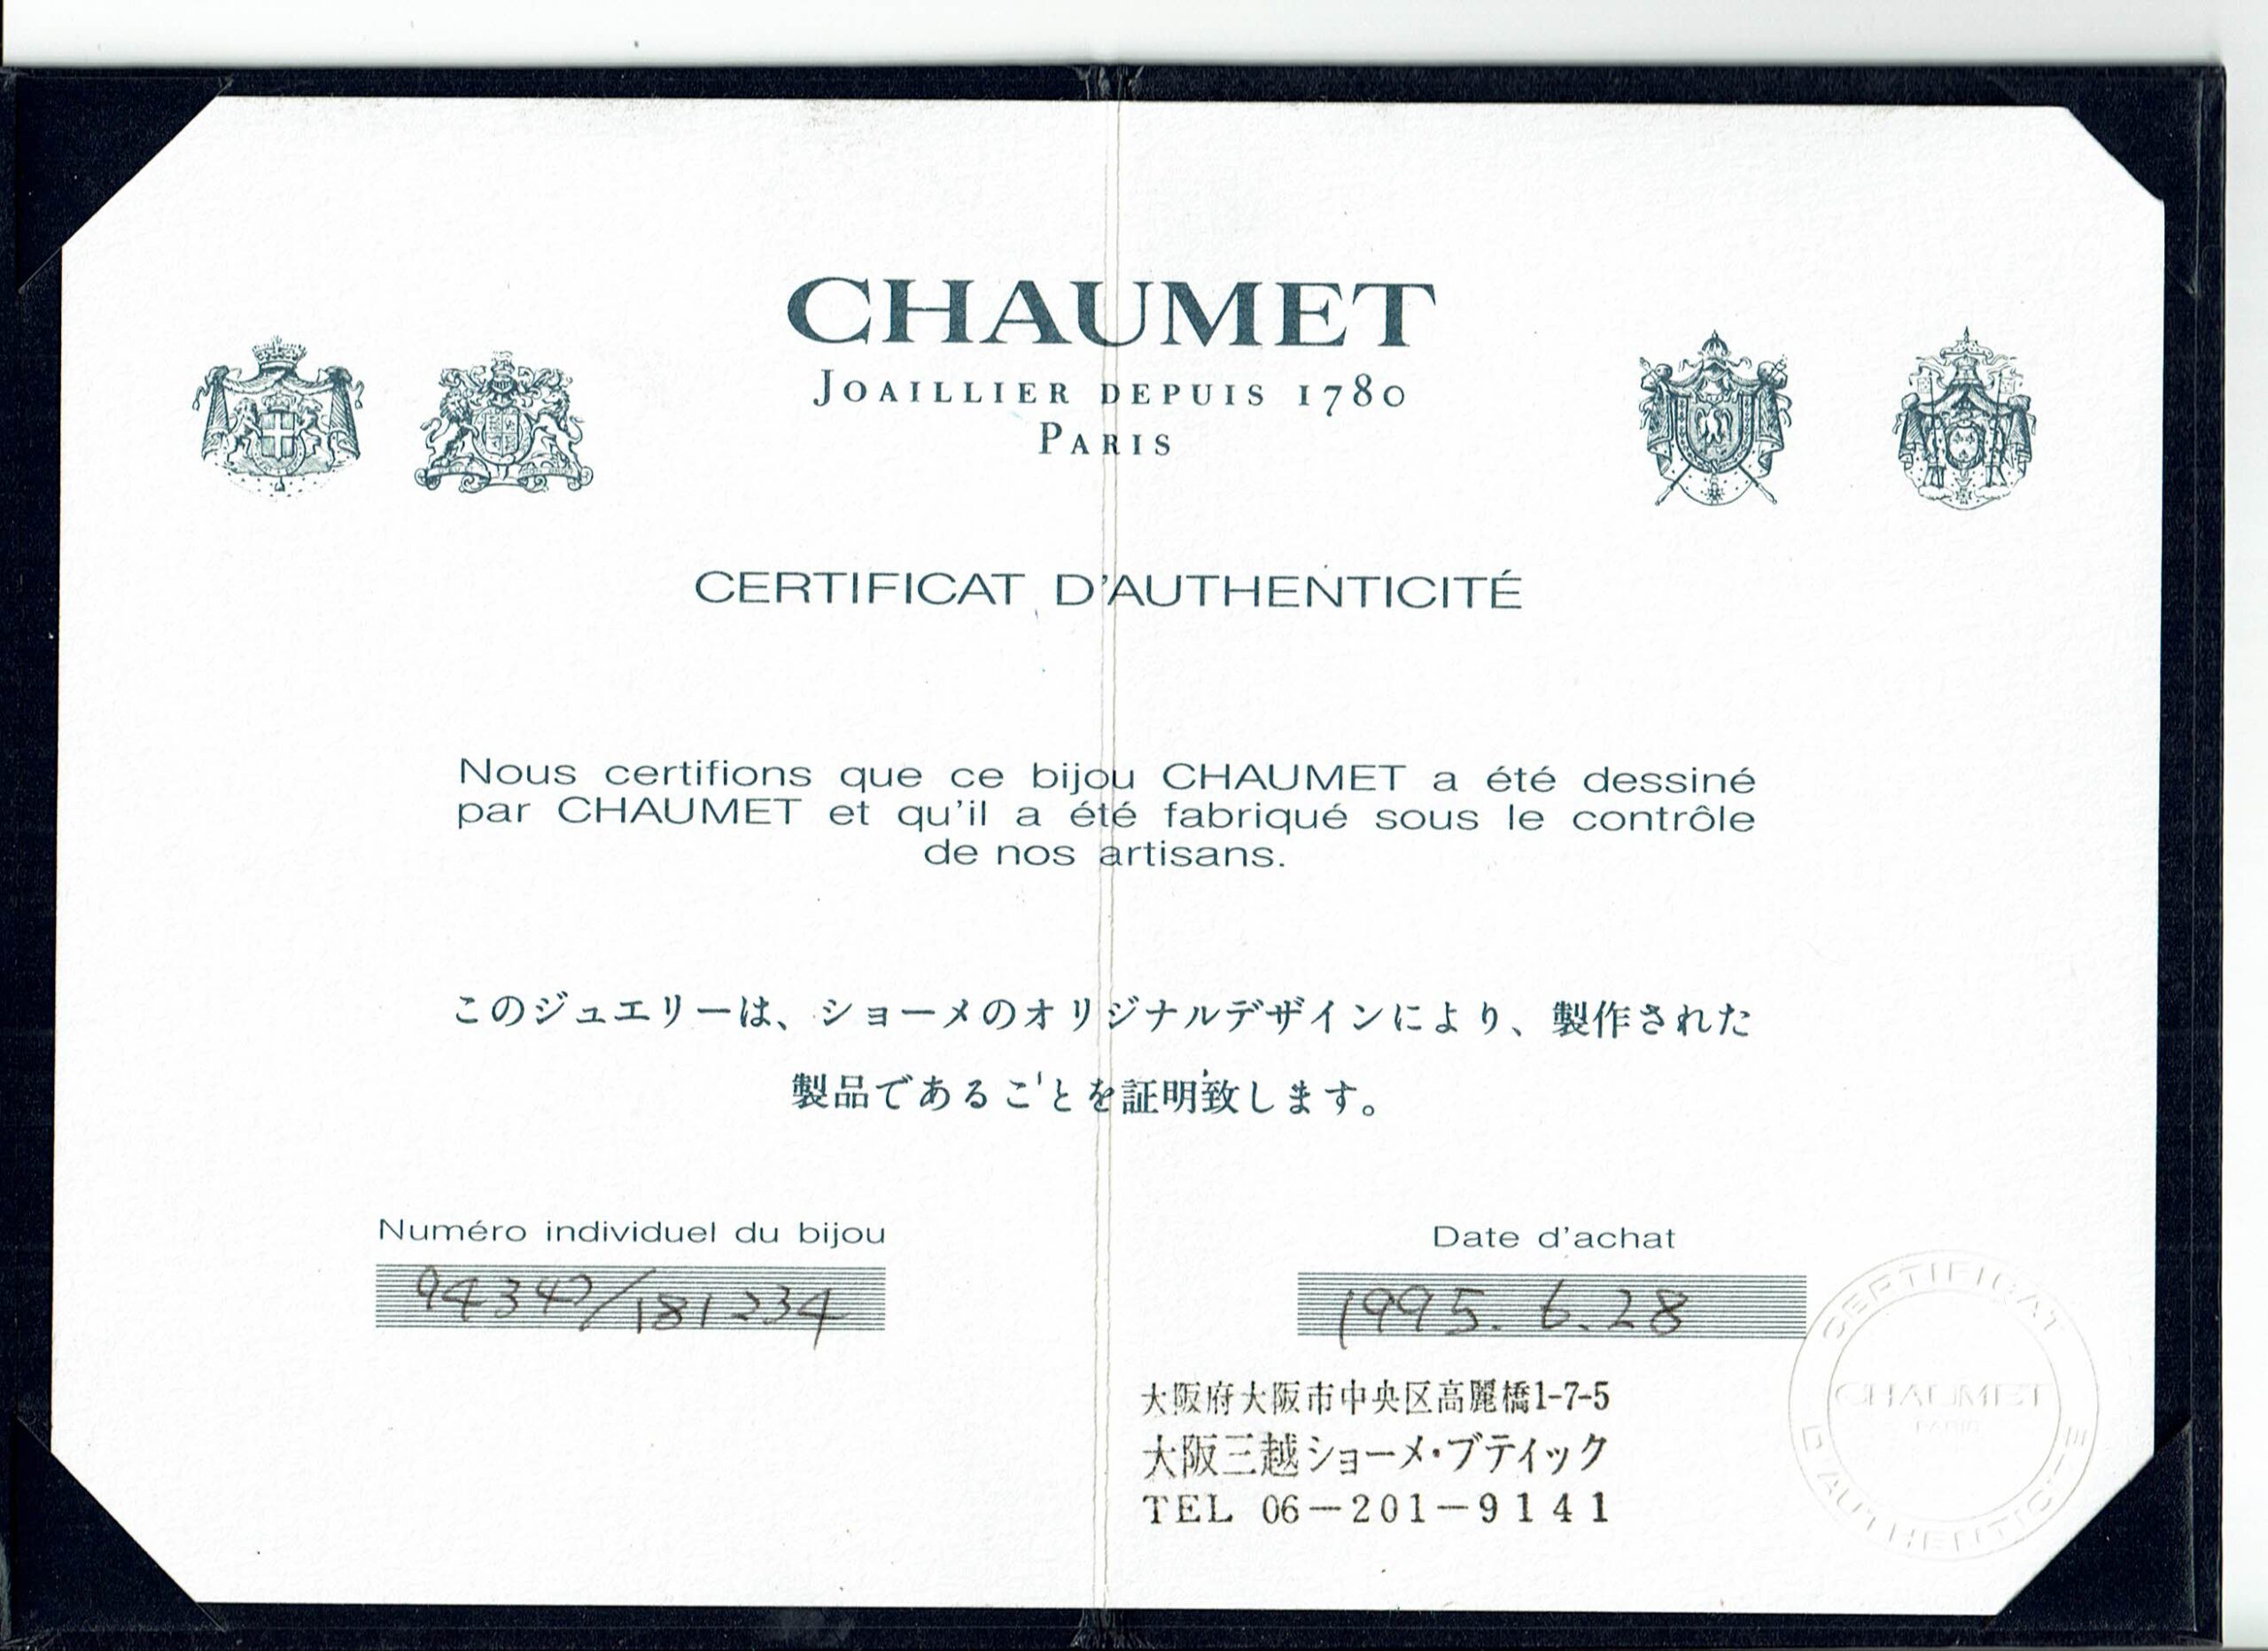 CHAUMET
JOAILLIER DEPUIS 1780
PARIS
CERTIFICAT D'AUTHENTICITÉ
Nous certifions que ce bijou CHAUMET a été dessiné
par CHAUMET et qu'il a été fabriqué sous le contrôle
de nos artisans.
このジュエリーは、ショーメのオリジナルデザインにより、製作された
製品であることを証明致します。
Numéro individuel du bijou
94347/181234
Date d'achat
1995. 6. 28
大阪府大阪市中央区高麗橋1-7-5
大阪三越ショーメ・ブティック
TEL 06-201-9141
CERTIFICAT
CHAUMET
PARIS
D'AUTHENTICITÉ